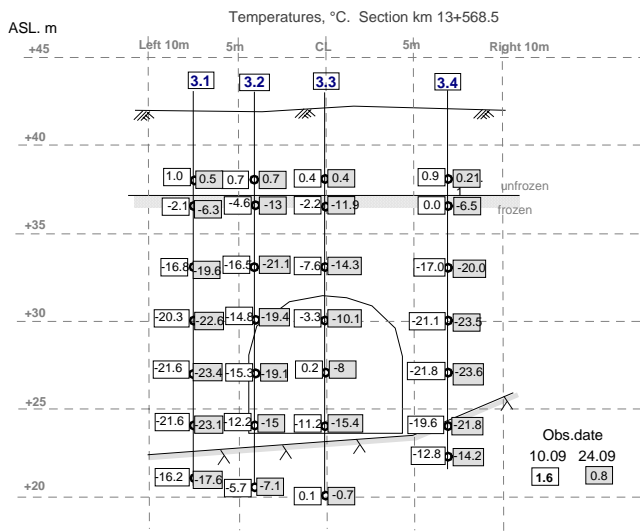 Temperatures, °C. Section km 13+568.5
ASL. m
+45 Left 10m 5m CL 5m Right 10m
3.1 3.2 3.3 3.4
+40
1.0 0.5 0.7 0.7 0.4 0.4 0.9 0.21
1 unfrozen
-2.1 -6.3 -4.6 -13 -2.2 -11.9 0.0 -6.5
frozen
+35
-16.8 -19.6 -16.5 -21.1 -7.6 -14.3 -17.0 -20.0
+30
-20.3 -22.6 -14.8 -19.4 -3.3 -10.1 -21.1 -23.5
-21.6 -23.4 -15.3 -19.1 0.2 -8 -21.8 -23.6
+25
-21.6 -23.1 -12.2 -15 -11.2 -15.4 -19.6 -21.8
Obs.date
-12.8 -14.2 10.09 24.09
-16.2 -17.6 1.6 0.8
-5.7 -7.1 0.1 -0.7
+20